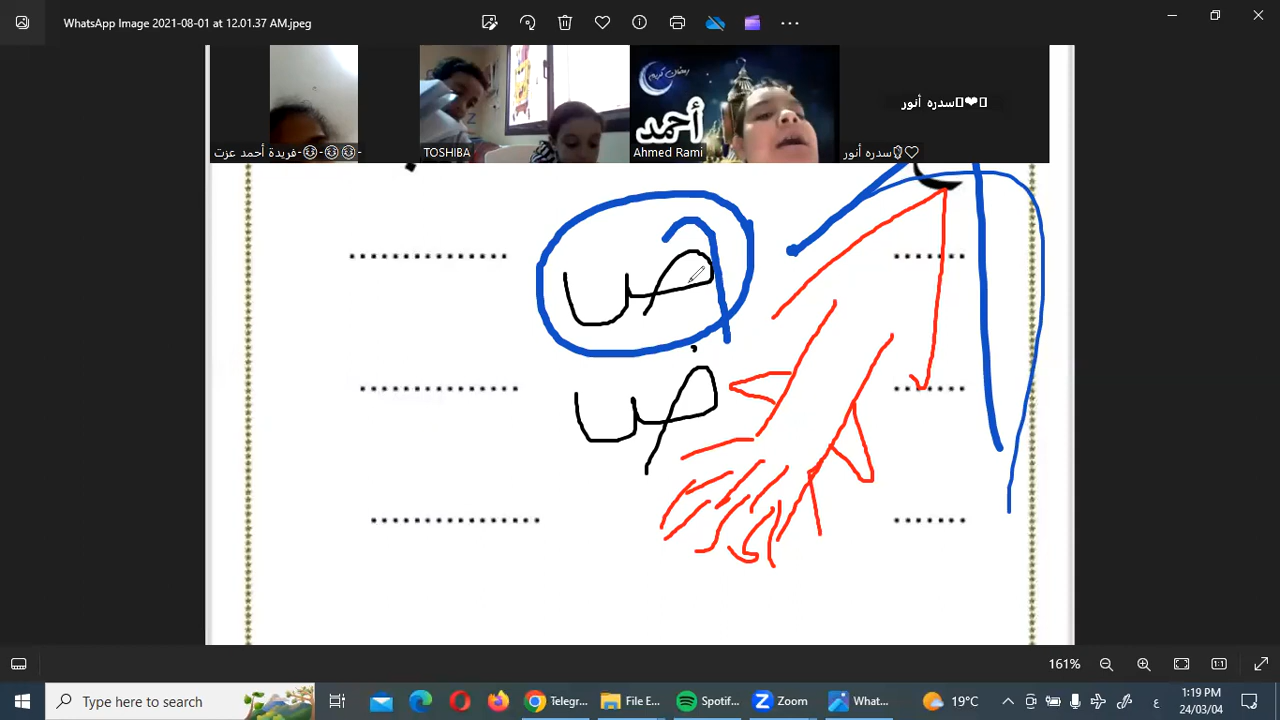 WhatsApp Image 2021-08-01 at 12.01.37 AM.jpeg
رمضان كريم
أحمد
سدره أنور❤
فريدة أحمد عزت-😂-😂😂-
TOSHIBA
Ahmed Rami
سدره أنور
................
.......
ص
ض
................
.......
.................
.......
161%
Type here to search
Telegr...
File E...
Spotif...
Zoom
What...
19°C
ع
1:19 PM
24/03/04